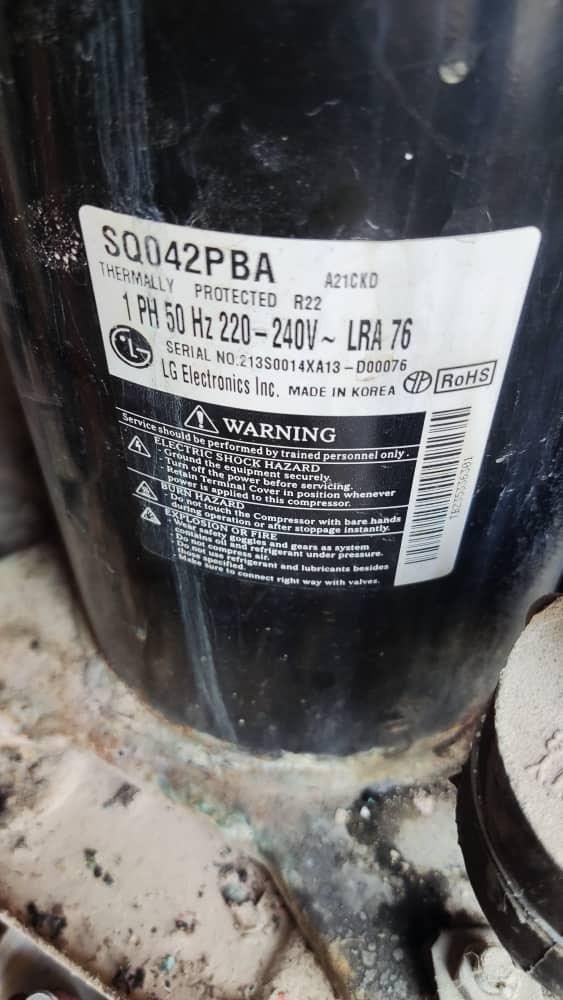 SQ042PBA
A21CKD
THERMALLY PROTECTED R22
1 PH 50 Hz 220-240V~ LRA 76
SERIAL NO.213S0014XA13-D00076
LG
LG Electronics Inc. MADE IN KOREA RoHS
WARNING
Service should be performed by trained personnel only.
ELECTRIC SHOCK HAZARD
- Ground the equipment securely.
- Turn off the power before servicing.
- Retain Terminal Cover in position whenever
power is applied to this compressor.
BURN HAZARD
- Do not touch the Compressor with bare hands
during operation or after stoppage instantly.
EXPLOSION OR FIRE
- Wear safety goggles and gears as system
contains oil and refrigerant under pressure.
- Do not compress air.
- Do not use refrigerant and lubricants besides
those specified.
- Make sure to connect right way with valves.